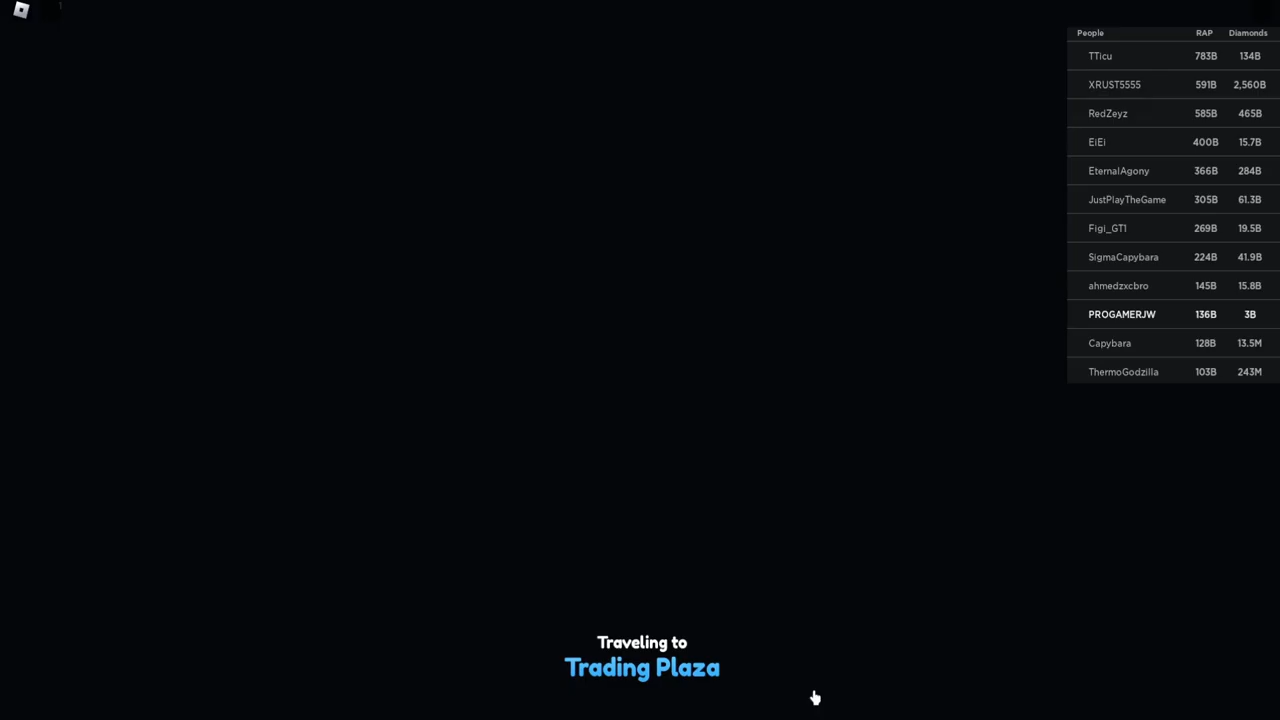 1
People RAP Diamonds
TTicu 783B 134B
XRUST5555 591B 2,560B
RedZeyz 585B 465B
EiEi 400B 15.7B
EternalAgony 366B 284B
JustPlayTheGame 305B 61.3B
Figi_GT1 269B 19.5B
SigmaCapybara 224B 41.9B
ahmedzxcbro 145B 15.8B
PROGAMERJW 136B 3B
Capybara 128B 13.5M
ThermoGodzilla 103B 243M
Traveling to
Trading Plaza